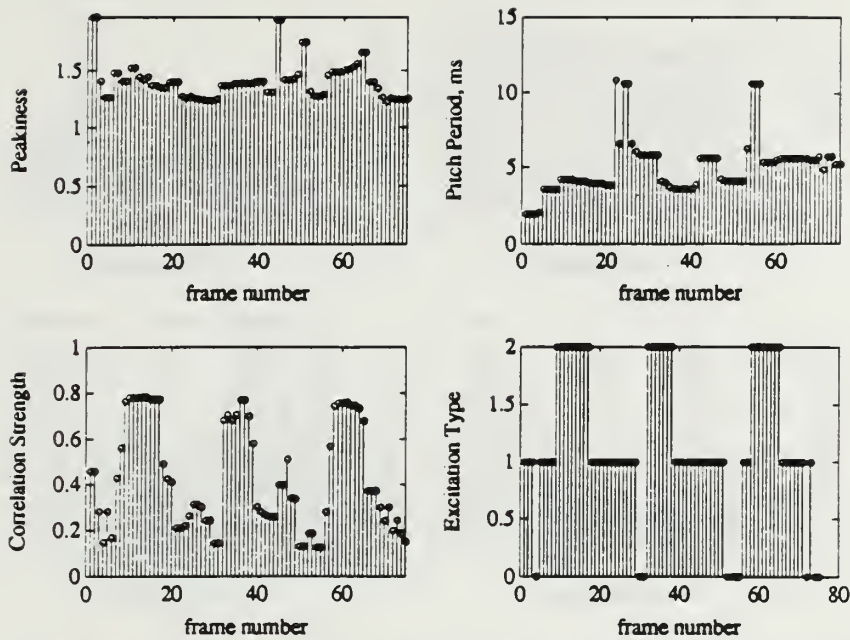 Peakiness
1.5
1
0.5
0
0 20 40 60
frame number
Pitch Period, ms
15
10
5
0
0 20 40 60
frame number
Correlation Strength
1
0.8
0.6
0.4
0.2
0
0 20 40 60
frame number
Excitation Type
2
1.5
1
0.5
0
0 20 40 60 80
frame number